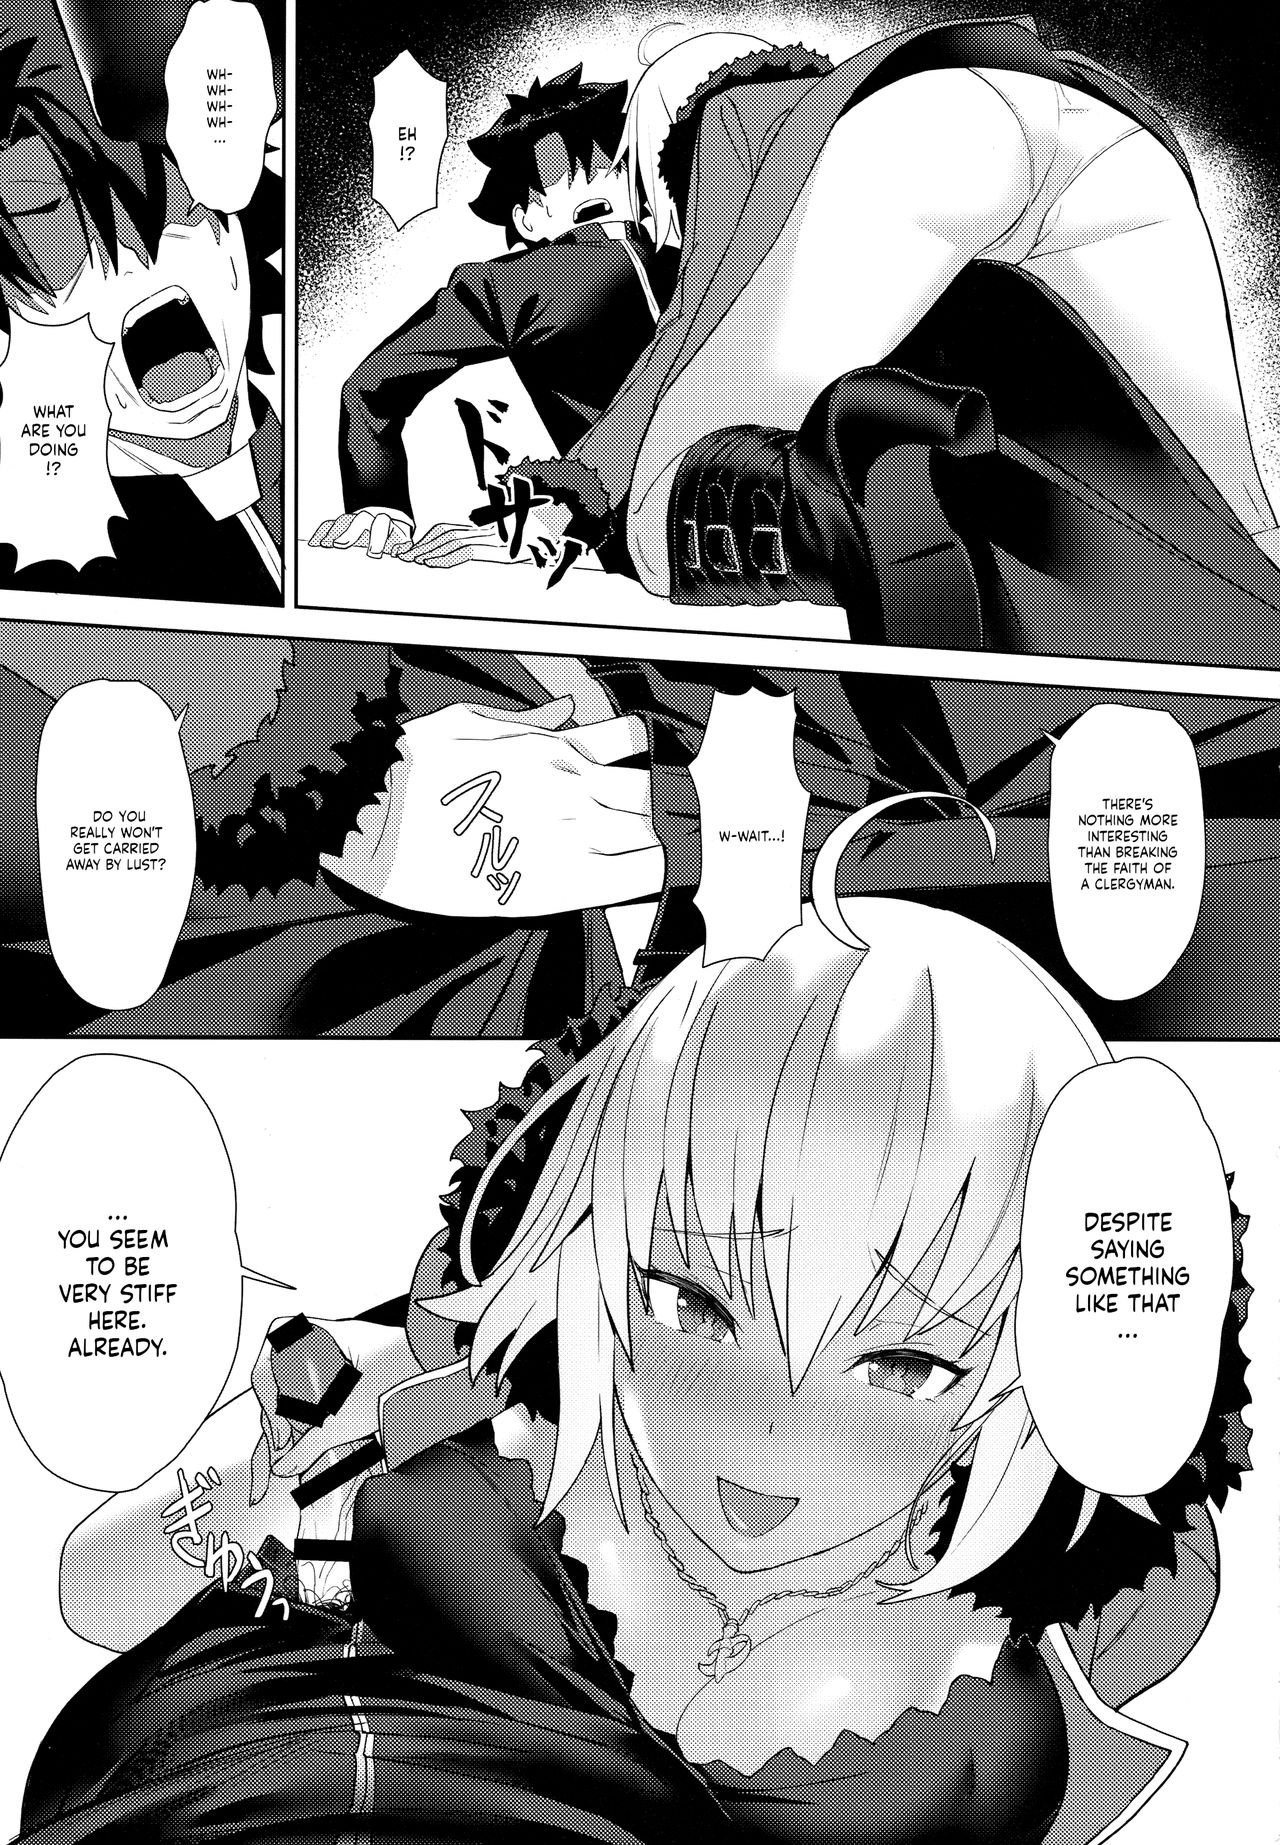 EH
!?
ドサッ
WH-
WH-
WH-
WH-
...
WHAT
ARE YOU
DOING
!?
THERE'S
NOTHING MORE
INTERESTING
THAN BREAKING
THE FAITH OF
A CLERGYMAN.
W-WAIT...!
スルッ
DO YOU
REALLY WON'T
GET CARRIED
AWAY BY LUST?
DESPITE
SAYING
SOMETHING
LIKE THAT
...
...
YOU SEEM
TO BE
VERY STIFF
HERE.
ALREADY.
ぎ
ゅうっ